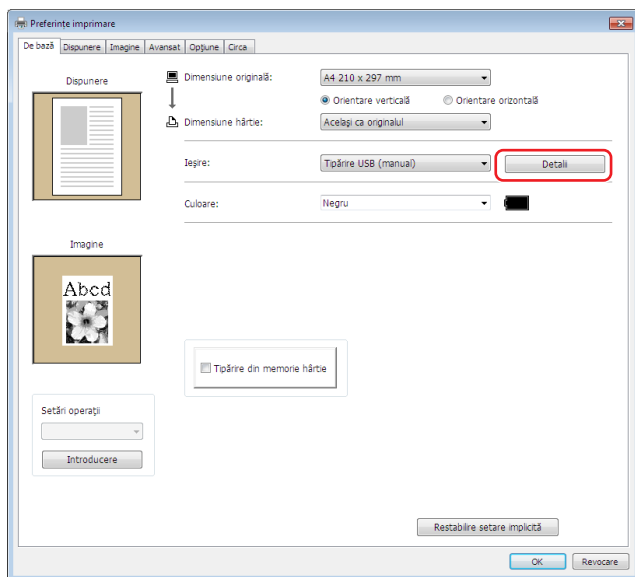 Preferințe imprimare
De bază Dispunere Imagine Avansat Opțiune Circa
Dispunere
Dimensiune originală: A4 210 x 297 mm
Orientare verticală Orientare orizontală
Dimensiune hârtie: Același ca originalul
Ieșire: Tipărire USB (manual) Detalii
Culoare: Negru
Imagine
Abcd
Tipărire din memorie hârtie
Setări operații
Introducere
Restabilire setare implicită
OK Revocare